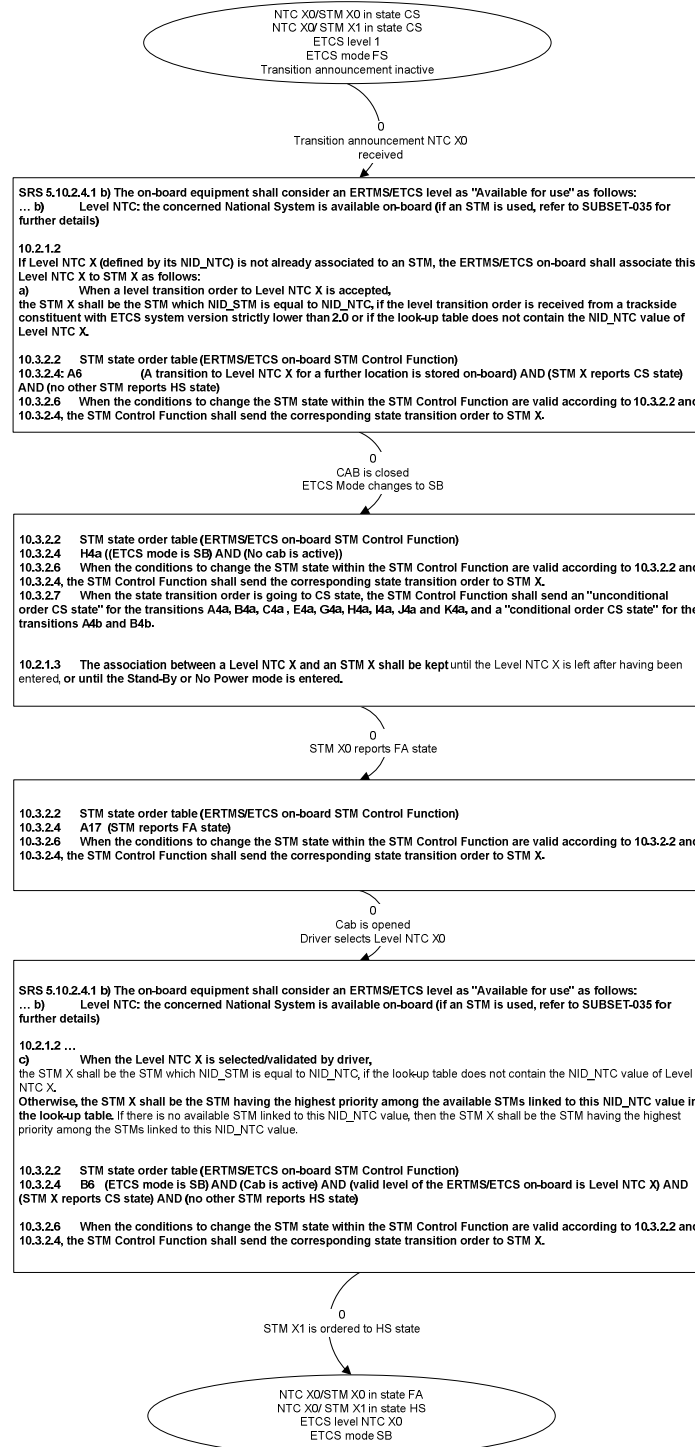 NTC X0/STM X0 in state CS
NTC X0/ STM X1 in state CS
ETCS level 1
ETCS mode FS
Transition announcement inactive
0
Transition announcement NTC X0
received
SRS 5.10.2.4.1 b) The on-board equipment shall consider an ERTMS/ETCS level as "Available for use" as follows:
... b) Level NTC: the concerned National System is available on-board (if an STM is used, refer to SUBSET-035 for
further details)
10.2.1.2
If Level NTC X (defined by its NID_NTC) is not already associated to an STM, the ERTMS/ETCS on-board shall associate this
Level NTC X to STM X as follows:
a) When a level transition order to Level NTC X is accepted,
the STM X shall be the STM which NID_STM is equal to NID_NTC, if the level transition order is received from a trackside
constituent with ETCS system version strictly lower than 2.0 or if the look-up table does not contain the NID_NTC value of
Level NTC X.
10.3.2.2 STM state order table (ERTMS/ETCS on-board STM Control Function)
10.3.2.4: A6 (A transition to Level NTC X for a further location is stored on-board) AND (STM X reports CS state)
AND (no other STM reports HS state)
10.3.2.6 When the conditions to change the STM state within the STM Control Function are valid according to 10.3.2.2 and
10.3.2.4, the STM Control Function shall send the corresponding state transition order to STM X.
0
CAB is closed
ETCS Mode changes to SB
10.3.2.2 STM state order table (ERTMS/ETCS on-board STM Control Function)
10.3.2.4 H4a ((ETCS mode is SB) AND (No cab is active))
10.3.2.6 When the conditions to change the STM state within the STM Control Function are valid according to 10.3.2.2 and
10.3.2.4, the STM Control Function shall send the corresponding state transition order to STM X.
10.3.2.7 When the state transition order is going to CS state, the STM Control Function shall send an "unconditional
order CS state" for the transitions A4a, B4a, C4a , E4a, G4a, H4a, I4a, J4a and K4a, and a "conditional order CS state" for the
transitions A4b and B4b.
10.2.1.3 The association between a Level NTC X and an STM X shall be kept until the Level NTC X is left after having been
entered, or until the Stand-By or No Power mode is entered.
0
STM X0 reports FA state
10.3.2.2 STM state order table (ERTMS/ETCS on-board STM Control Function)
10.3.2.4 A17 (STM reports FA state)
10.3.2.6 When the conditions to change the STM state within the STM Control Function are valid according to 10.3.2.2 and
10.3.2.4, the STM Control Function shall send the corresponding state transition order to STM X.
0
Cab is opened
Driver selects Level NTC X0
SRS 5.10.2.4.1 b) The on-board equipment shall consider an ERTMS/ETCS level as "Available for use" as follows:
... b) Level NTC: the concerned National System is available on-board (if an STM is used, refer to SUBSET-035 for
further details)
10.2.1.2 ...
c) When the Level NTC X is selected/validated by driver,
the STM X shall be the STM which NID_STM is equal to NID_NTC, if the look-up table does not contain the NID_NTC value of Level
NTC X.
Otherwise, the STM X shall be the STM having the highest priority among the available STMs linked to this NID_NTC value in
the look-up table. If there is no available STM linked to this NID_NTC value, then the STM X shall be the STM having the highest
priority among the STMs linked to this NID_NTC value.
10.3.2.2 STM state order table (ERTMS/ETCS on-board STM Control Function)
10.3.2.4 B6 (ETCS mode is SB) AND (Cab is active) AND (valid level of the ERTMS/ETCS on-board is Level NTC X) AND
(STM X reports CS state) AND (no other STM reports HS state)
10.3.2.6 When the conditions to change the STM state within the STM Control Function are valid according to 10.3.2.2 and
10.3.2.4, the STM Control Function shall send the corresponding state transition order to STM X.
0
STM X1 is ordered to HS state
NTC X0/STM X0 in state FA
NTC X0/ STM X1 in state HS
ETCS level NTC X0
ETCS mode SB